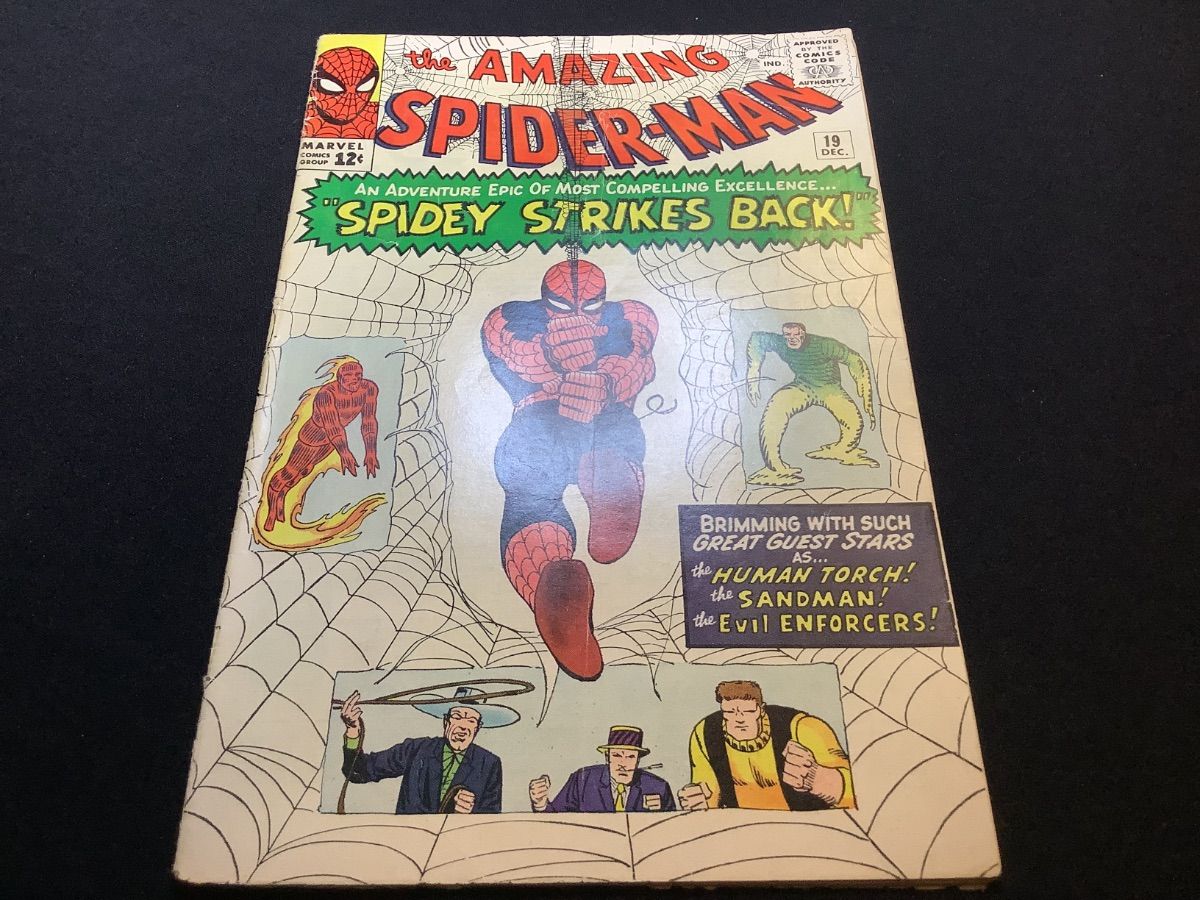 the AMAZING
SPIDER-MAN
MARVEL
COMICS
GROUP 12¢
IND.
APPROVED
BY THE
COMICS
CODE
CA
AUTHORITY
19
DEC.
AN ADVENTURE EPIC OF MOST COMPELLING EXCELLENCE...
"SPIDEY STRIKES BACK!"
BRIMMING WITH SUCH
GREAT GUEST STARS
AS...
the HUMAN TORCH!
the SANDMAN!
the EVIl ENFORCERS!